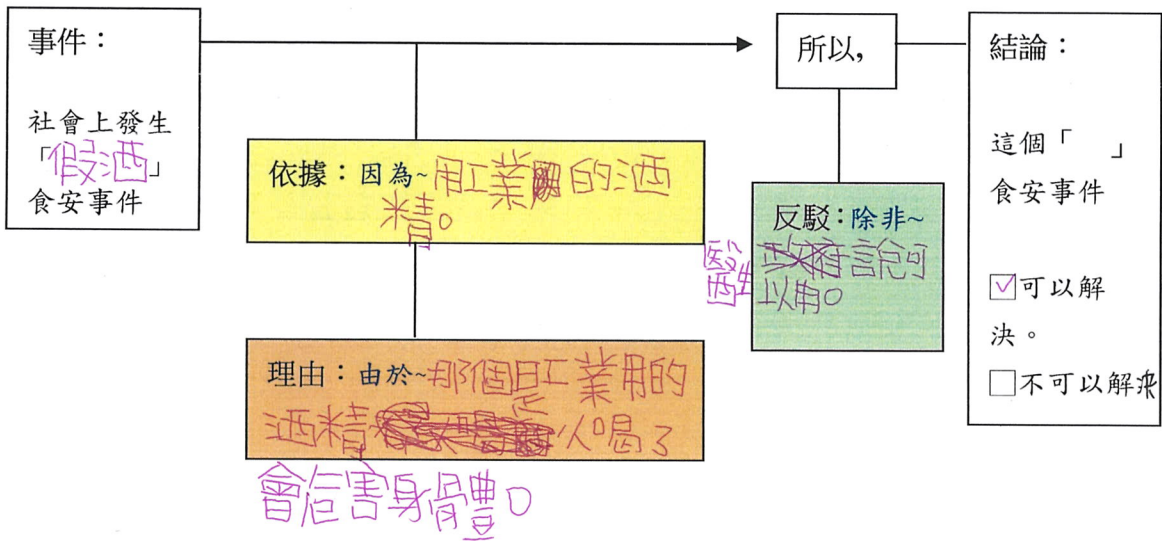 事件：
社會上發生
「假酒」
食安事件
依據：因為~用工業的酒
精。
理由：由於~那個是工業用的
酒精人喝了
會危害身體。
所以,
反駁：除非~
醫生說可
以用。
結論：
這個「 」
食安事件
☑可以解
決。
□不可以解決